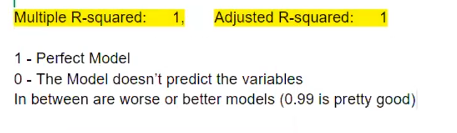 Multiple R-squared: 1, Adjusted R-squared: 1
1 - Perfect Model
0 - The Model doesn't predict the variables
In between are worse or better models (0.99 is pretty good)